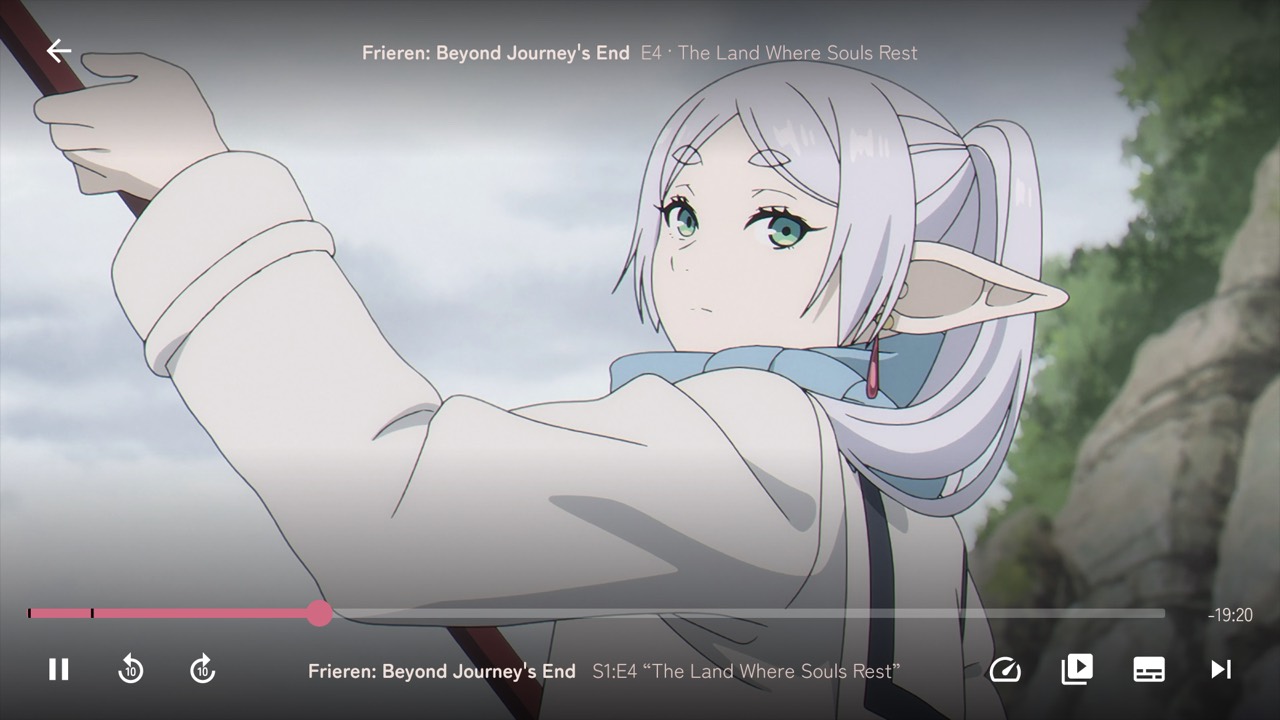 Frieren: Beyond Journey's End E4 · The Land Where Souls Rest
-19:20
10
10
Frieren: Beyond Journey's End S1:E4 “The Land Where Souls Rest”